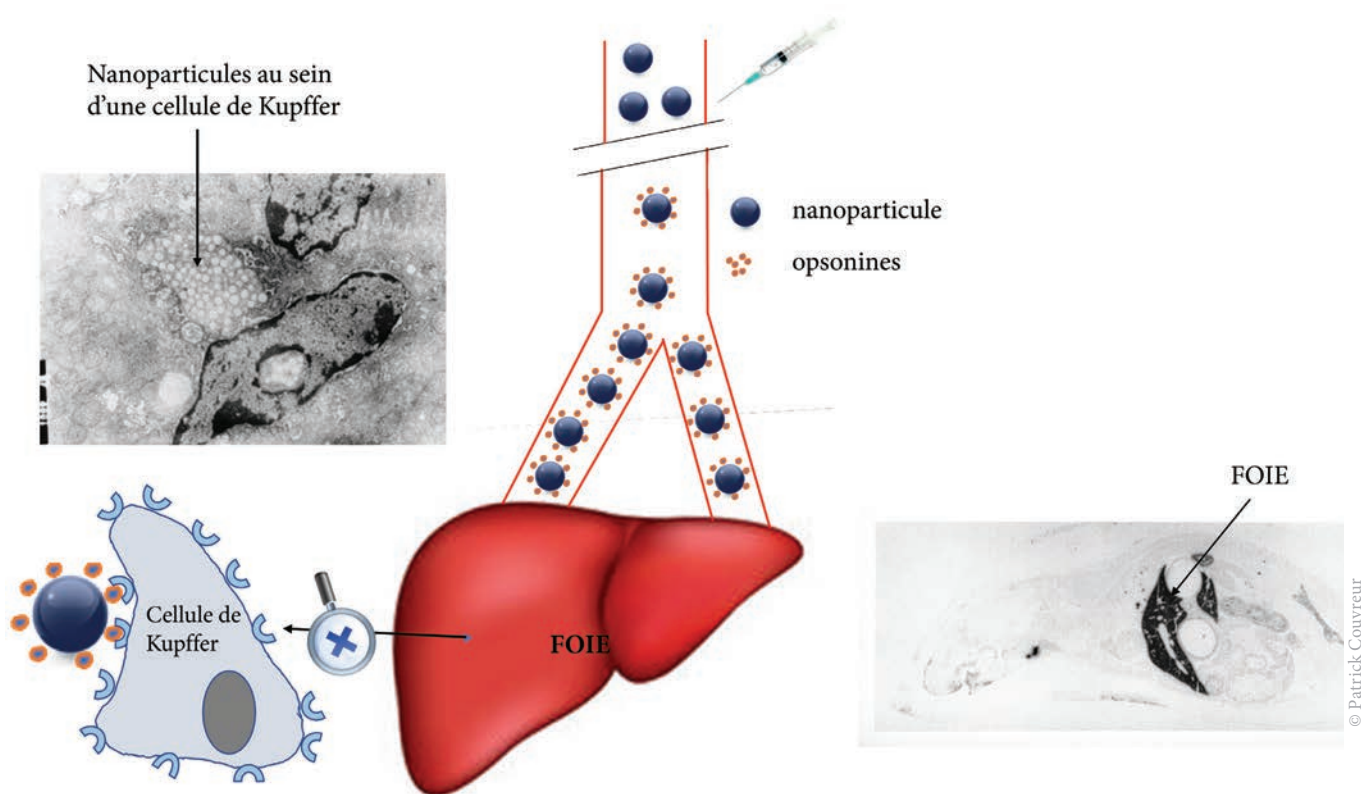 Nanoparticules au sein
d'une cellule de Kupffer
nanoparticule
opsonines
FOIE
Cellule de
Kupffer
FOIE
© Patrick Couvreur